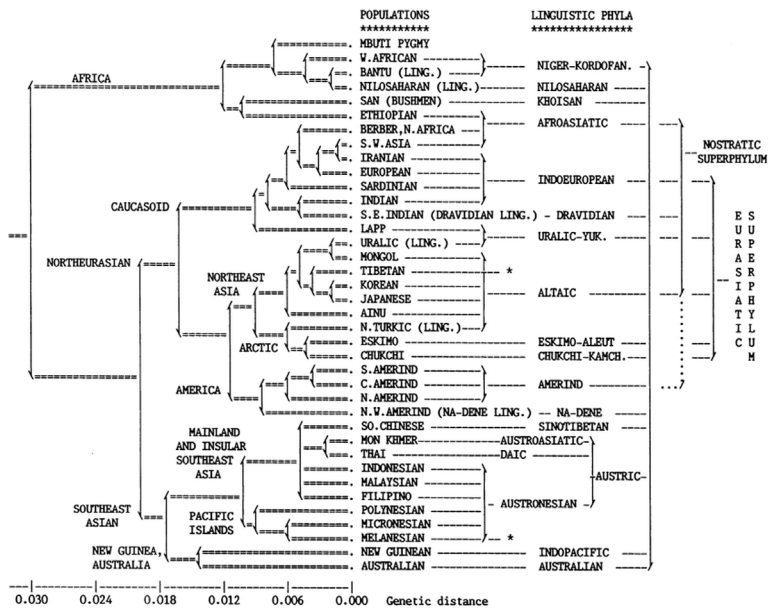 POPULATIONS LINGUISTIC PHYLA
*********** ****************
MBUTI PYGMY
W.AFRICAN
BANTU (LING.) NIGER-KORDOFAN.
AFRICA
NILOSAHARAN (LING.) NILOSAHARAN
SAN (BUSHMEN) KHOISAN
ETHIOPIAN
BERBER,N.AFRICA AFROASIATIC
S.W.ASIA NOSTRATIC
IRANIAN SUPERPHYLUM
EUROPEAN INDOEUROPEAN
SARDINIAN
INDIAN
CAUCASOID
S.E.INDIAN (DRAVIDIAN LING.) – DRAVIDIAN
LAPP
URALIC (LING.) URALIC-YUK.
MONGOL
NORTHEURASIAN
NORTHEAST TIBETAN *
ASIA KOREAN
JAPANESE ALTAIC
AINU
N.TURKIC (LING.)
ARCTIC ESKIMO ESKIMO-ALEUT
CHUKCHI CHUKCHI-KAMCH.
EURASIATIC SUPERPHYLUM
S.AMERIND
AMERICA C.AMERIND AMERIND
N.AMERIND
N.W.AMERIND (NA-DENE LING.) – NA-DENE
SO.CHINESE SINOTIBETAN
MAINLAND MON KHMER AUSTROASIATIC
AND INSULAR THAI DAIC
SOUTHEAST INDONESIAN
ASIA MALAYSIAN AUSTRIC
FILIPINO
SOUTHEAST POLYNESIAN AUSTRONESIAN
ASIAN PACIFIC MICRONESIAN
ISLANDS MELANESIAN *
NEW GUINEA, NEW GUINEAN INDOPACIFIC
AUSTRALIA AUSTRALIAN AUSTRALIAN
0.030 0.024 0.018 0.012 0.006 0.000 Genetic distance